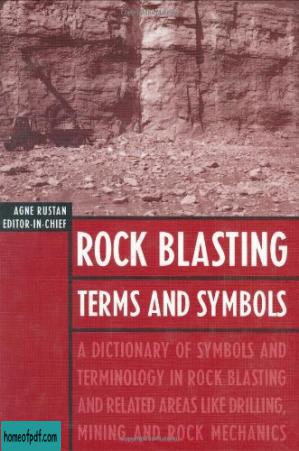 AGNE RUSTAN
EDITOR-IN-CHIEF
ROCK BLASTING
TERMS AND SYMBOLS
A DICTIONARY OF SYMBOLS AND
TERMINOLOGY IN ROCK BLASTING
AND RELATED AREAS LIKE DRILLING,
MINING AND ROCK MECHANICS
homeofpdf.com